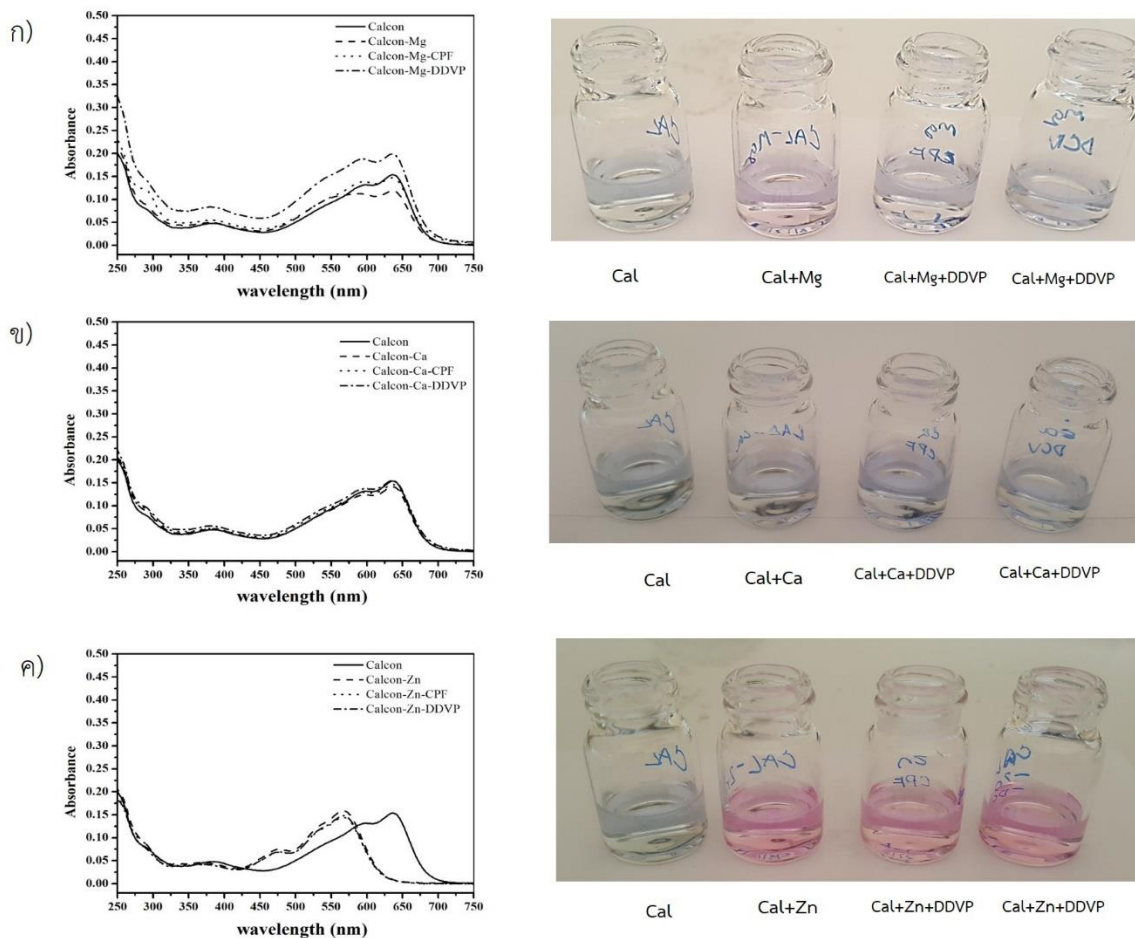 ก)
0.50
0.45
0.40
0.35
0.30
0.25
0.20
0.15
0.10
0.05
0.00
Absorbance
Calcon
Calcon-Mg
Calcon-Mg-CPF
Calcon-Mg-DDVP
250 300 350 400 450 500 550 600 650 700 750
wavelength (nm)
CAL
CAL-Mg
Mg
CPF
Mg
DCV
Cal
Cal+Mg
Cal+Mg+DDVP
Cal+Mg+DDVP
ข)
0.50
0.45
0.40
0.35
0.30
0.25
0.20
0.15
0.10
0.05
0.00
Absorbance
Calcon
Calcon-Ca
Calcon-Ca-CPF
Calcon-Ca-DDVP
250 300 350 400 450 500 550 600 650 700 750
wavelength (nm)
CAL
CAL-Ca
Ca
CPF
Ca
DCV
Cal
Cal+Ca
Cal+Ca+DDVP
Cal+Ca+DDVP
ค)
0.50
0.45
0.40
0.35
0.30
0.25
0.20
0.15
0.10
0.05
0.00
Absorbance
Calcon
Calcon-Zn
Calcon-Zn-CPF
Calcon-Zn-DDVP
250 300 350 400 450 500 550 600 650 700 750
wavelength (nm)
CAL
Zn
CPF
Cal
Cal+Zn
Cal+Zn+DDVP
Cal+Zn+DDVP